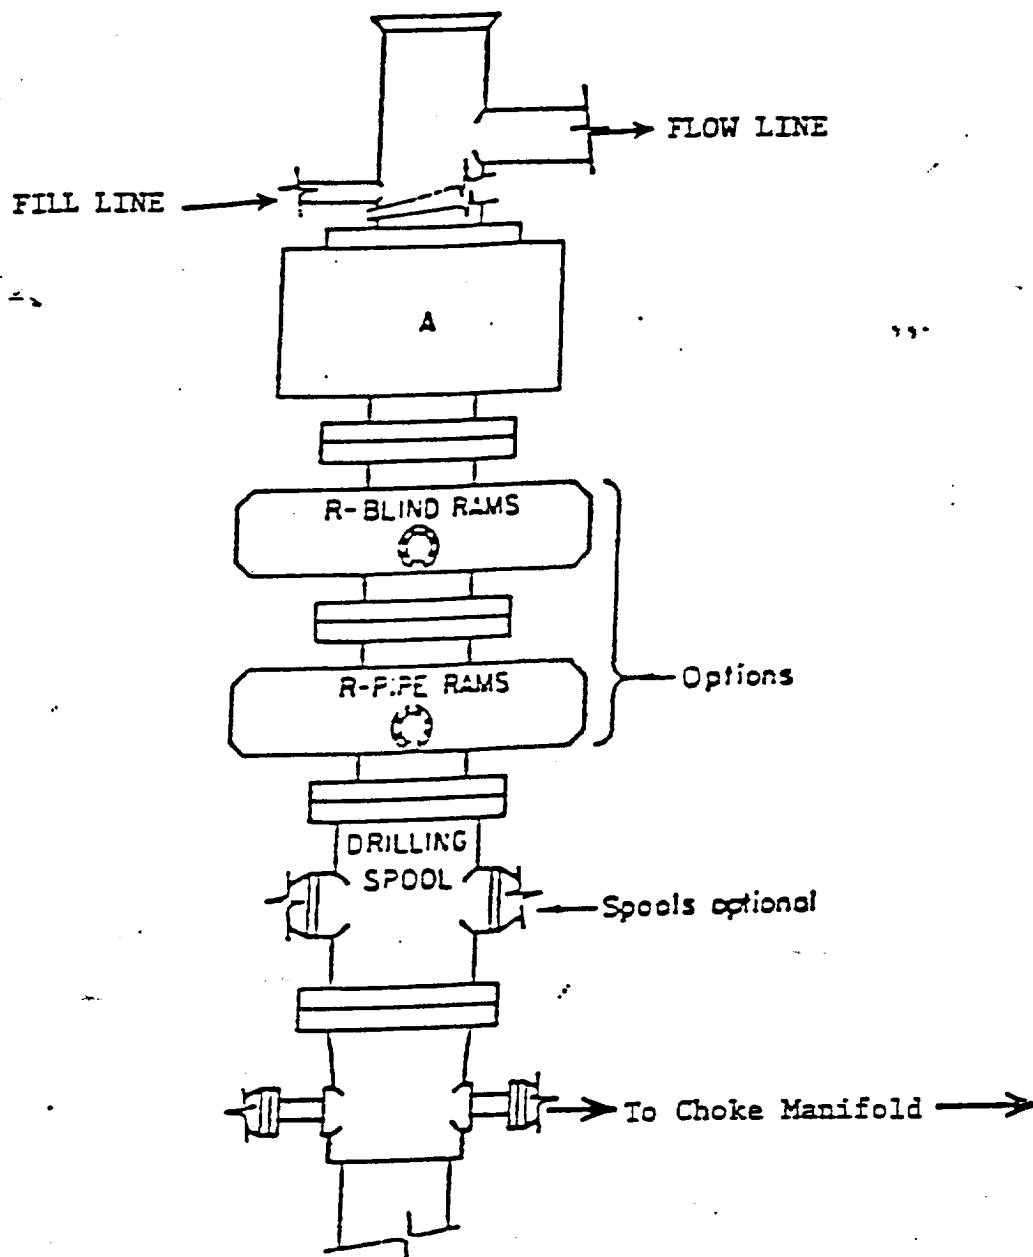 FLOW LINE
FILL LINE
A
R-BLIND RAMS
R-PIPE RAMS
Options
DRILLING
SPOOL
Spools optional
To Choke Manifold